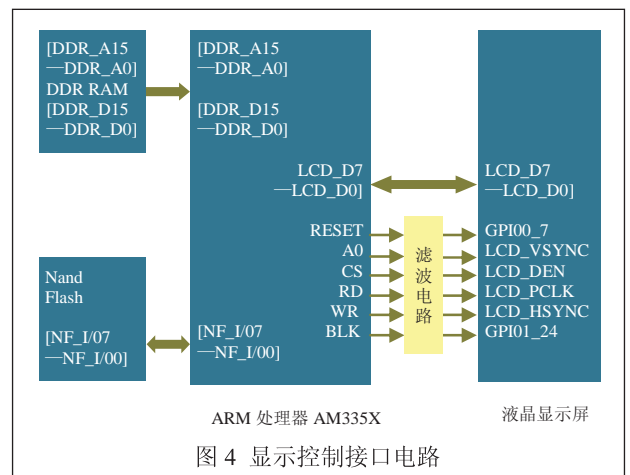 [DDR_A15
—DDR_A0]
DDR RAM
[DDR_D15
—DDR_D0]
Nand
Flash
[NF_I/07
—NF_I/00]
[DDR_A15
—DDR_A0]
[DDR_D15
—DDR_D0]
LCD_D7
—LCD_D0]
RESET
A0
CS
RD
WR
BLK
[NF_I/07
—NF_I/00]
滤
波
电
路
LCD_D7
—LCD_D0]
GPI00_7
LCD_VSYNC
LCD_DEN
LCD_PCLK
LCD_HSYNC
GPI01_24
ARM 处理器 AM335X
液晶显示屏
图 4 显示控制接口电路